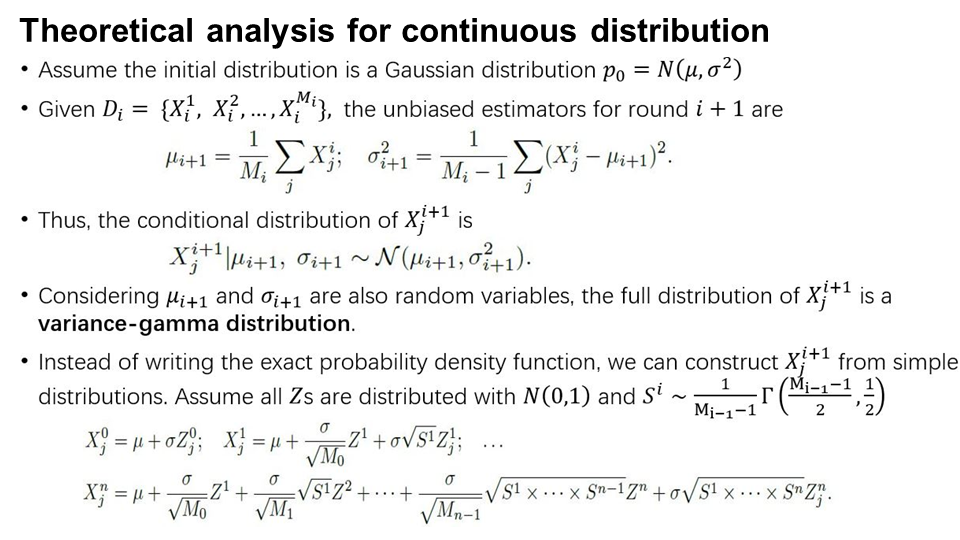 Theoretical analysis for continuous distribution
• Assume the initial distribution is a Gaussian distribution $p_0 = N(\mu, \sigma^2)$
• Given $D_i = \{X_i^1, X_i^2, \ldots, X_i^{M_i}\}$, the unbiased estimators for round $i + 1$ are
$\mu_{i+1} = \frac{1}{M_i} \sum_j X_j^i; \quad \sigma_{i+1}^2 = \frac{1}{M_i - 1} \sum_j (X_j^i - \mu_{i+1})^2.$
• Thus, the conditional distribution of $X_j^{i+1}$ is
$X_j^{i+1} | \mu_{i+1}, \sigma_{i+1} \sim \mathcal{N}(\mu_{i+1}, \sigma_{i+1}^2).$
• Considering $\mu_{i+1}$ and $\sigma_{i+1}$ are also random variables, the full distribution of $X_j^{i+1}$ is a
variance-gamma distribution.
• Instead of writing the exact probability density function, we can construct $X_j^{i+1}$ from simple
distributions. Assume all $Z$s are distributed with $N(0,1)$ and $S^i \sim \frac{1}{M_{i-1}-1} \Gamma\left(\frac{M_{i-1}-1}{2}, \frac{1}{2}\right)$
$X_j^0 = \mu + \sigma Z_j^0; \quad X_j^1 = \mu + \frac{\sigma}{\sqrt{M_0}} Z^1 + \sigma \sqrt{S^1} Z_j^1; \quad \ldots$
$X_j^n = \mu + \frac{\sigma}{\sqrt{M_0}} Z^1 + \frac{\sigma}{\sqrt{M_1}} \sqrt{S^1} Z^2 + \cdots + \frac{\sigma}{\sqrt{M_{n-1}}} \sqrt{S^1 \times \cdots \times S^{n-1}} Z^n + \sigma \sqrt{S^1 \times \cdots \times S^n} Z_j^n.$